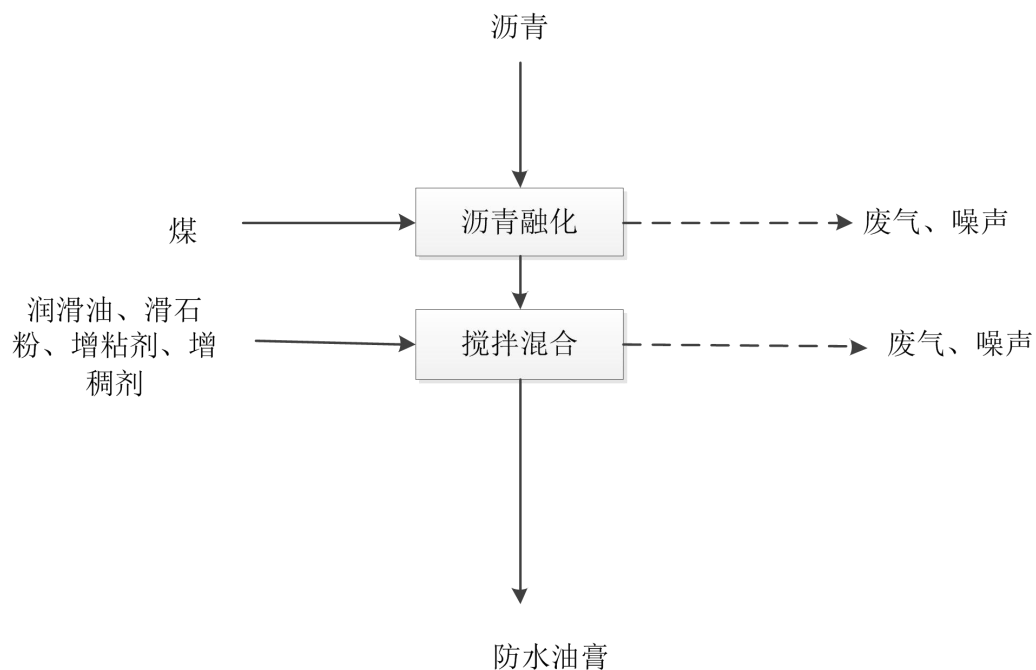 沥青
煤
沥青融化
废气、噪声
润滑油、滑石
粉、增粘剂、增
稠剂
搅拌混合
废气、噪声
防水油膏